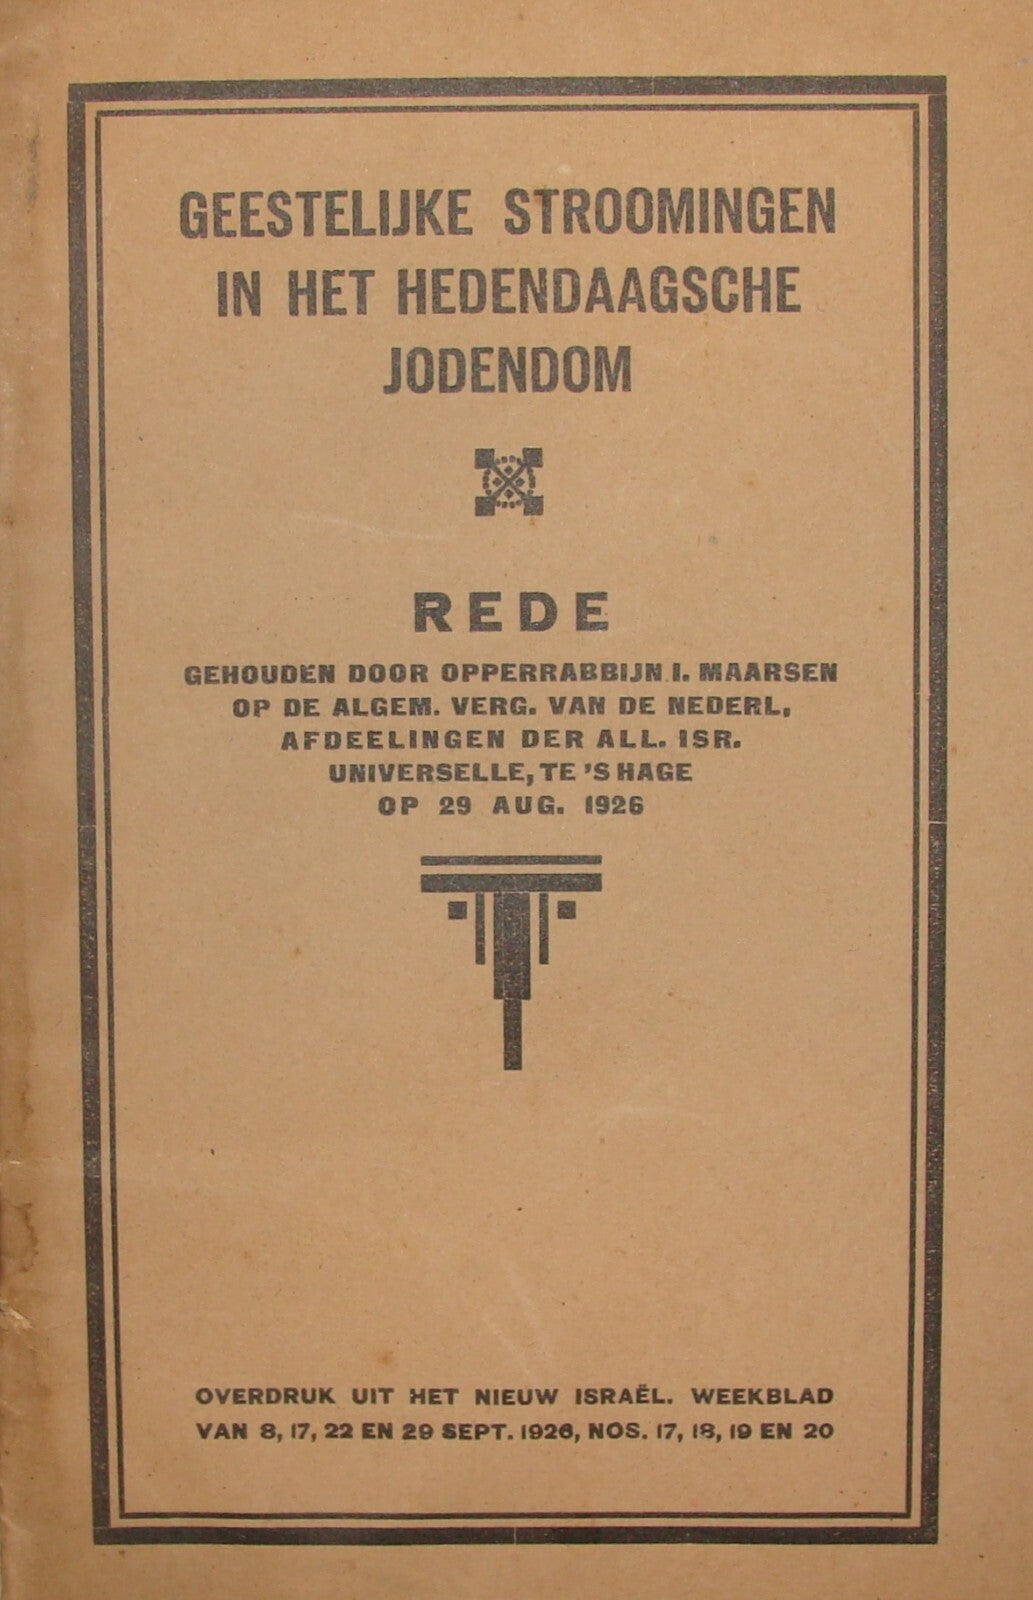 GEESTELIJKE STROOMINGEN
IN HET HEDENDAAGSCHE
JODENDOM
REDE
GEHOUDEN DOOR OPPERRABBIJN I. MAARSEN
OP DE ALGEM. VERG. VAN DE NEDERL,
AFDEELINGEN DER ALL. ISR.
UNIVERSELLE, TE 'S HAGE
OP 29 AUG. 1926
OVERDRUK UIT HET NIEUW ISRAËL. WEEKBLAD
VAN 8, 17, 22 EN 29 SEPT. 1926, NOS. 17, 18, 19 EN 20